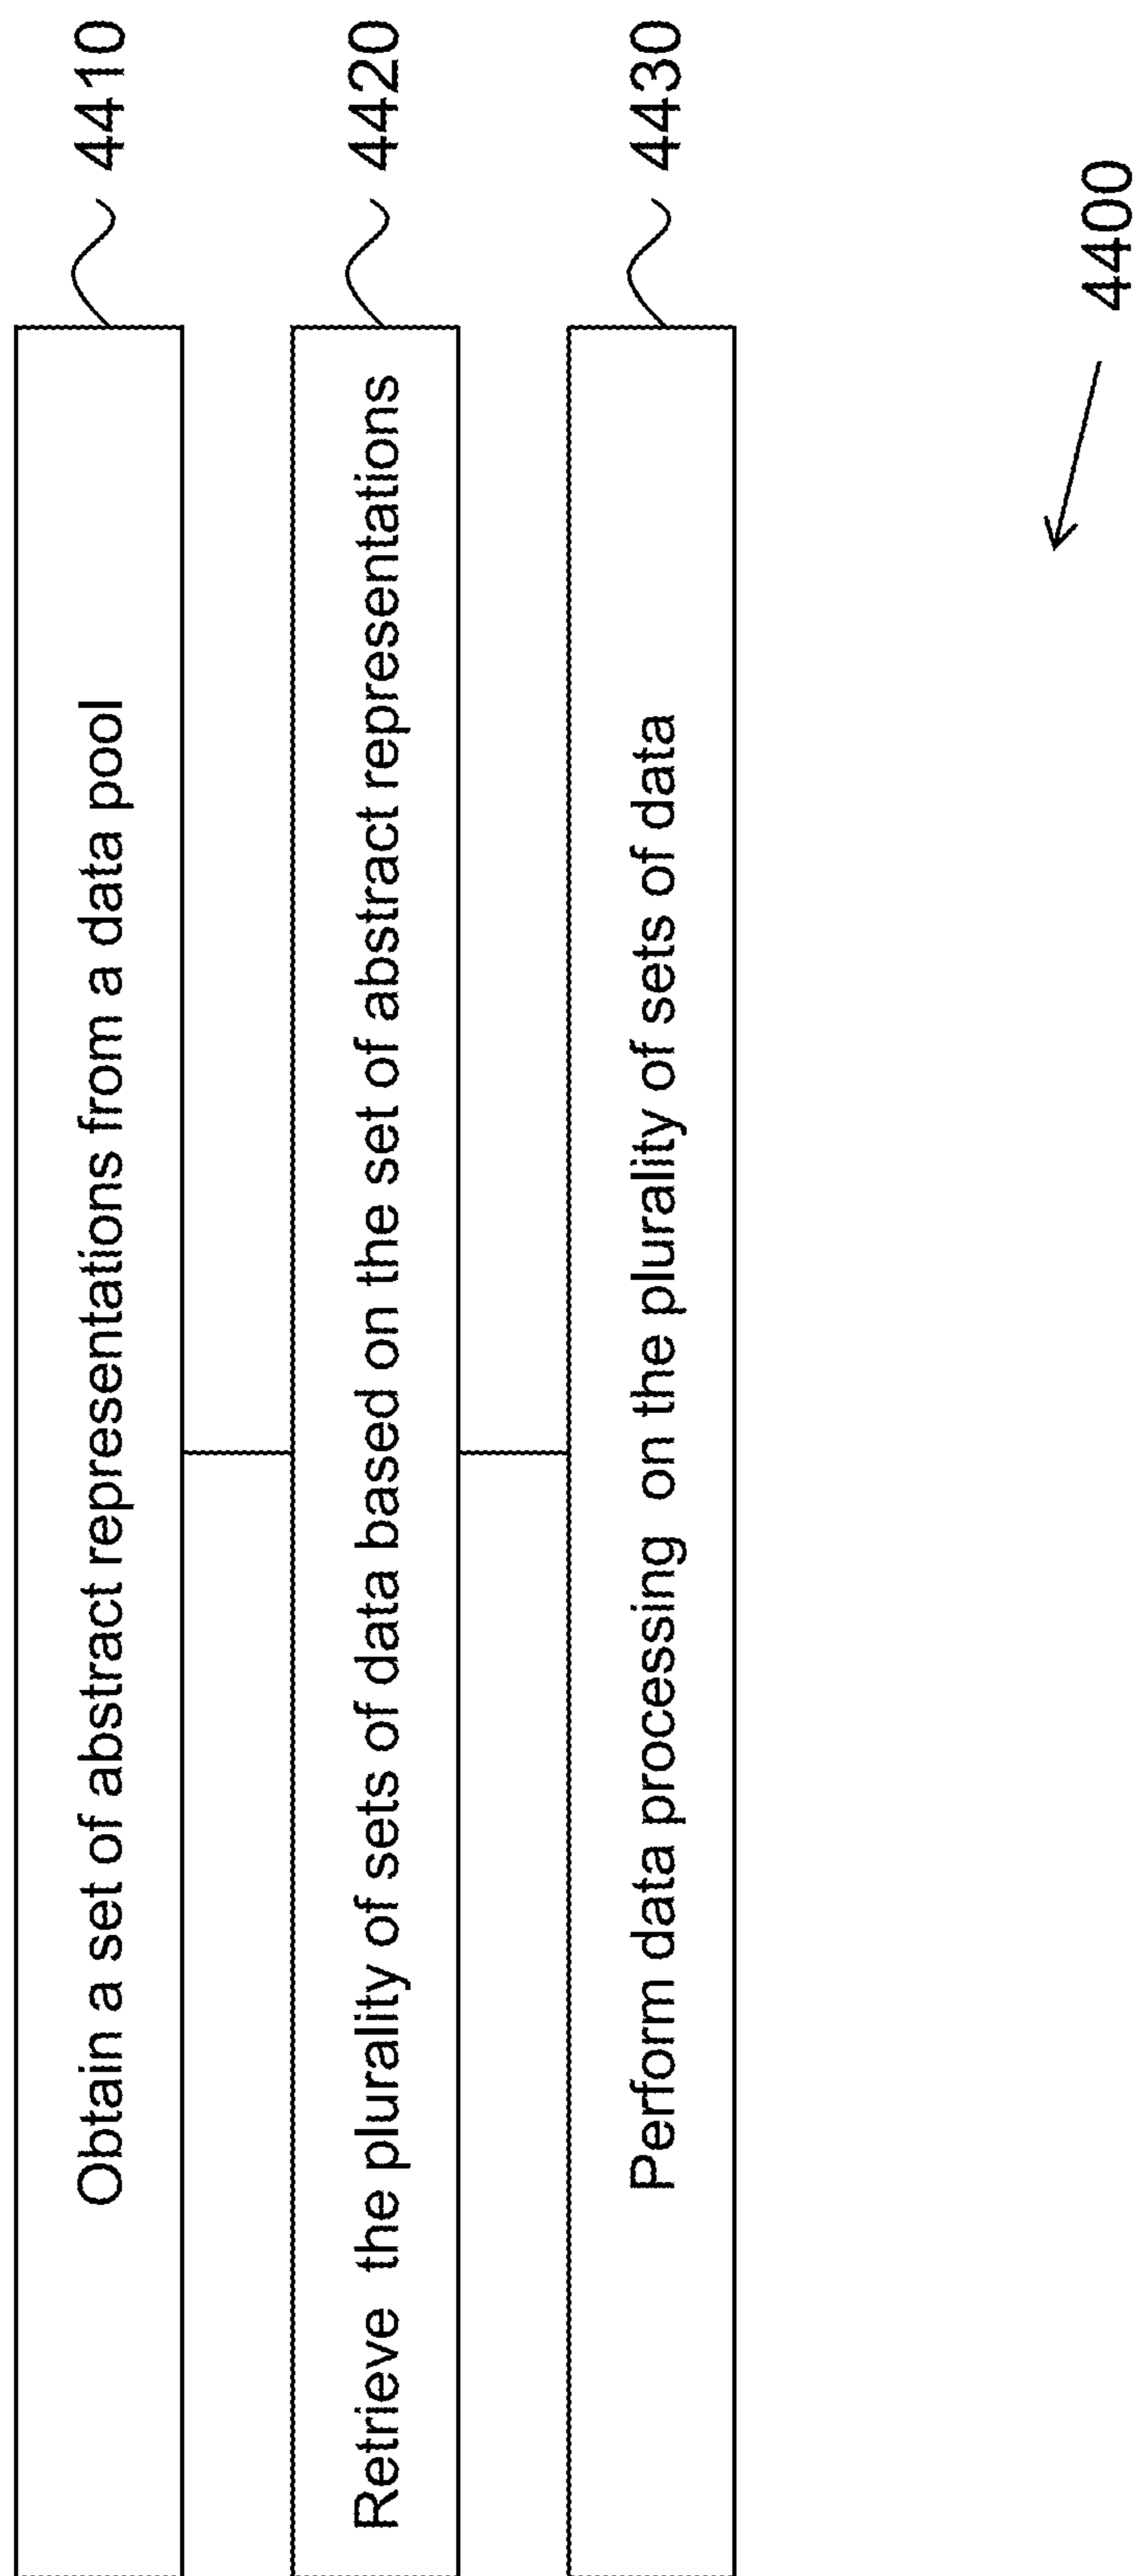 Obtain a set of abstract representations from a data pool
4410
Retrieve the plurality of sets of data based on the set of abstract representations
4420
Perform data processing on the plurality of sets of data
4430
4400